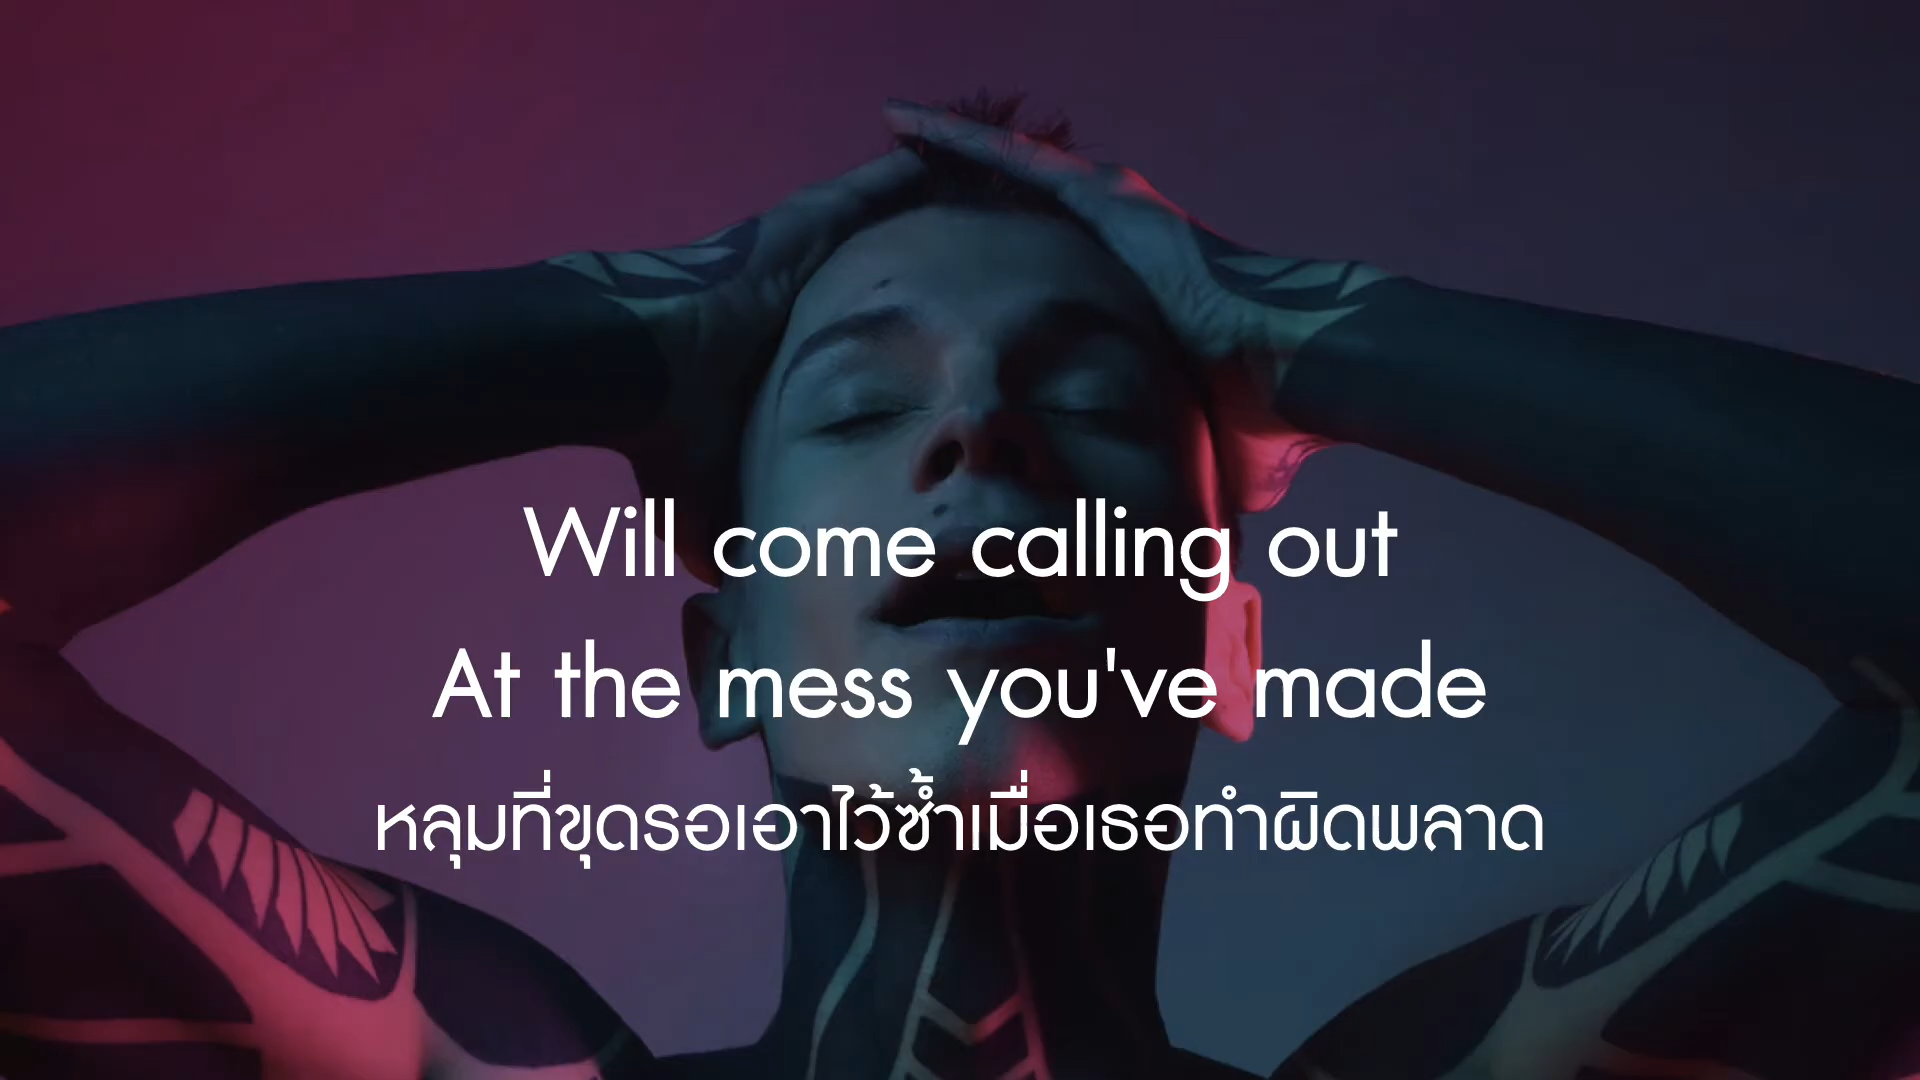 Will come calling out
At the mess you've made
หลุมที่ขุดรอเอาไว้ซ้ำเมื่อเธอทำผิดพลาด